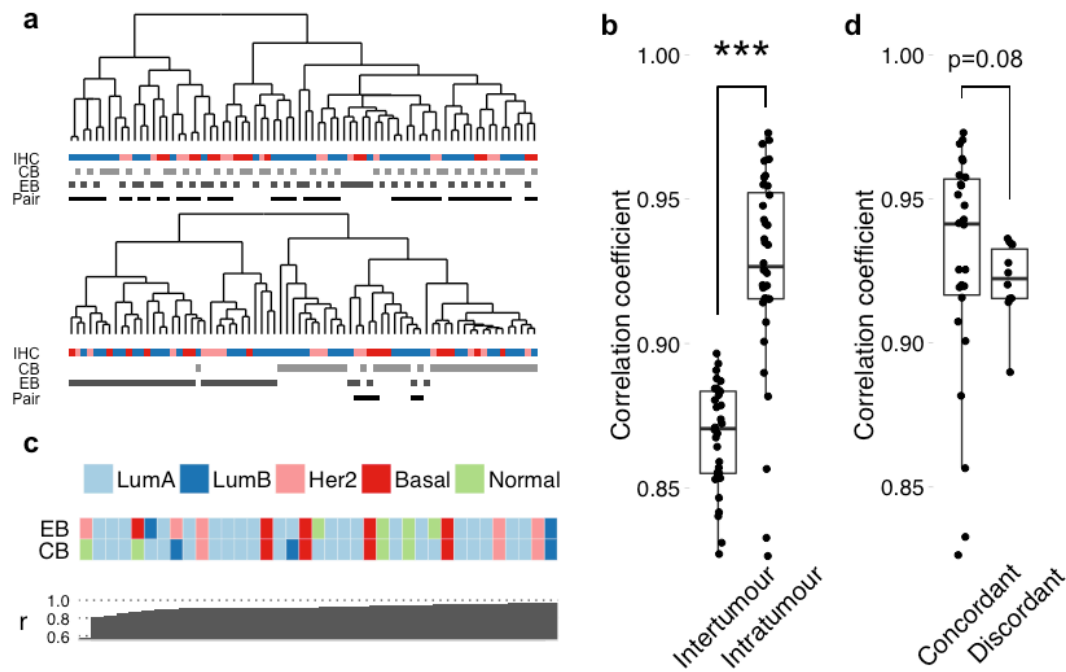 a
IHC
CB
EB
Pair
IHC
CB
EB
Pair
b
***
1.00
0.95
0.90
0.85
Correlation coefficient
Intertumour
Intratumour
c
LumA LumB Her2 Basal Normal
EB
CB
r
1.0
0.8
0.6
d
p=0.08
1.00
0.95
0.90
0.85
Correlation coefficient
Concordant
Discordant